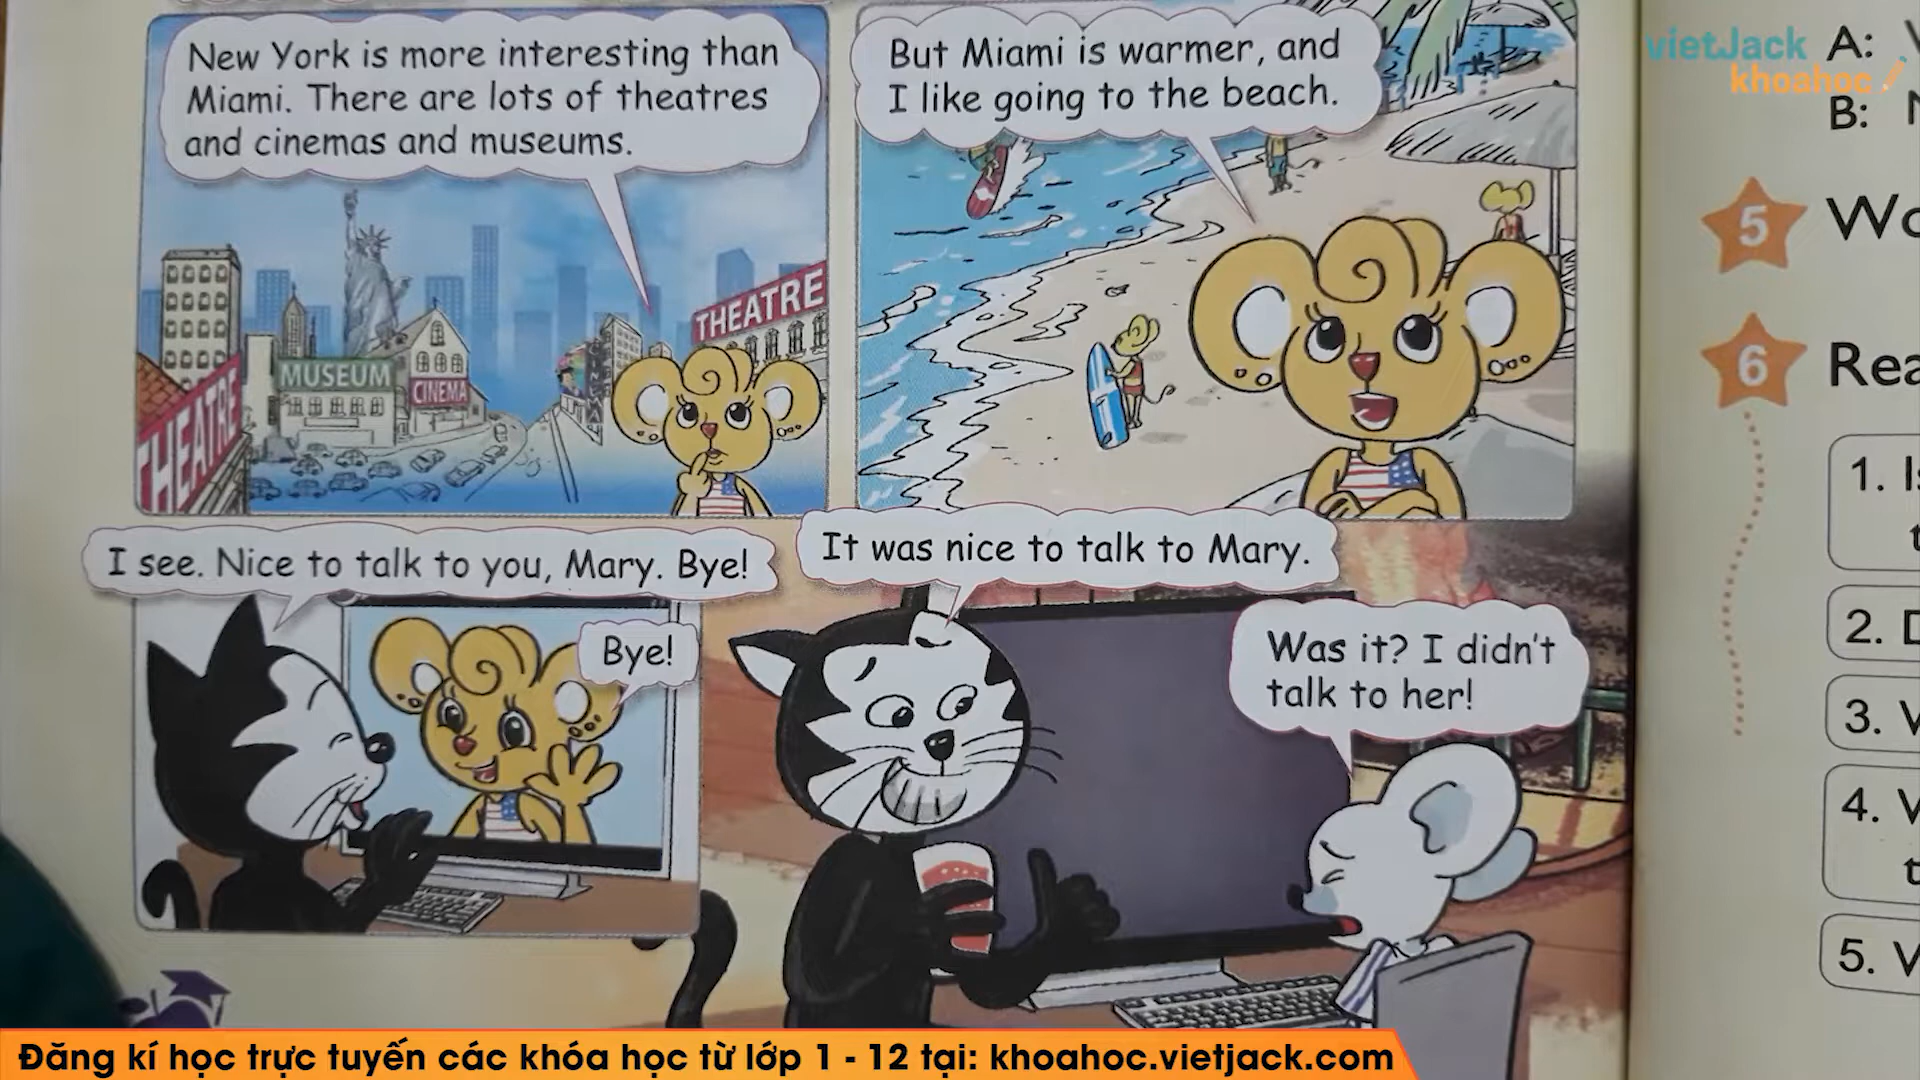 New York is more interesting than
Miami. There are lots of theatres
and cinemas and museums.
But Miami is warmer, and
I like going to the beach.
THEATRE
MUSEUM
CINEMA
CINEMA
THEATRE
I see. Nice to talk to you, Mary. Bye!
Bye!
It was nice to talk to Mary.
Was it? I didn't
talk to her!
vietJack
khoahoc
A:
B:
5
6
1.
2.
3.
4.
5.
Đăng kí học trực tuyến các khóa học từ lớp 1 - 12 tại: khoahoc.vietjack.com